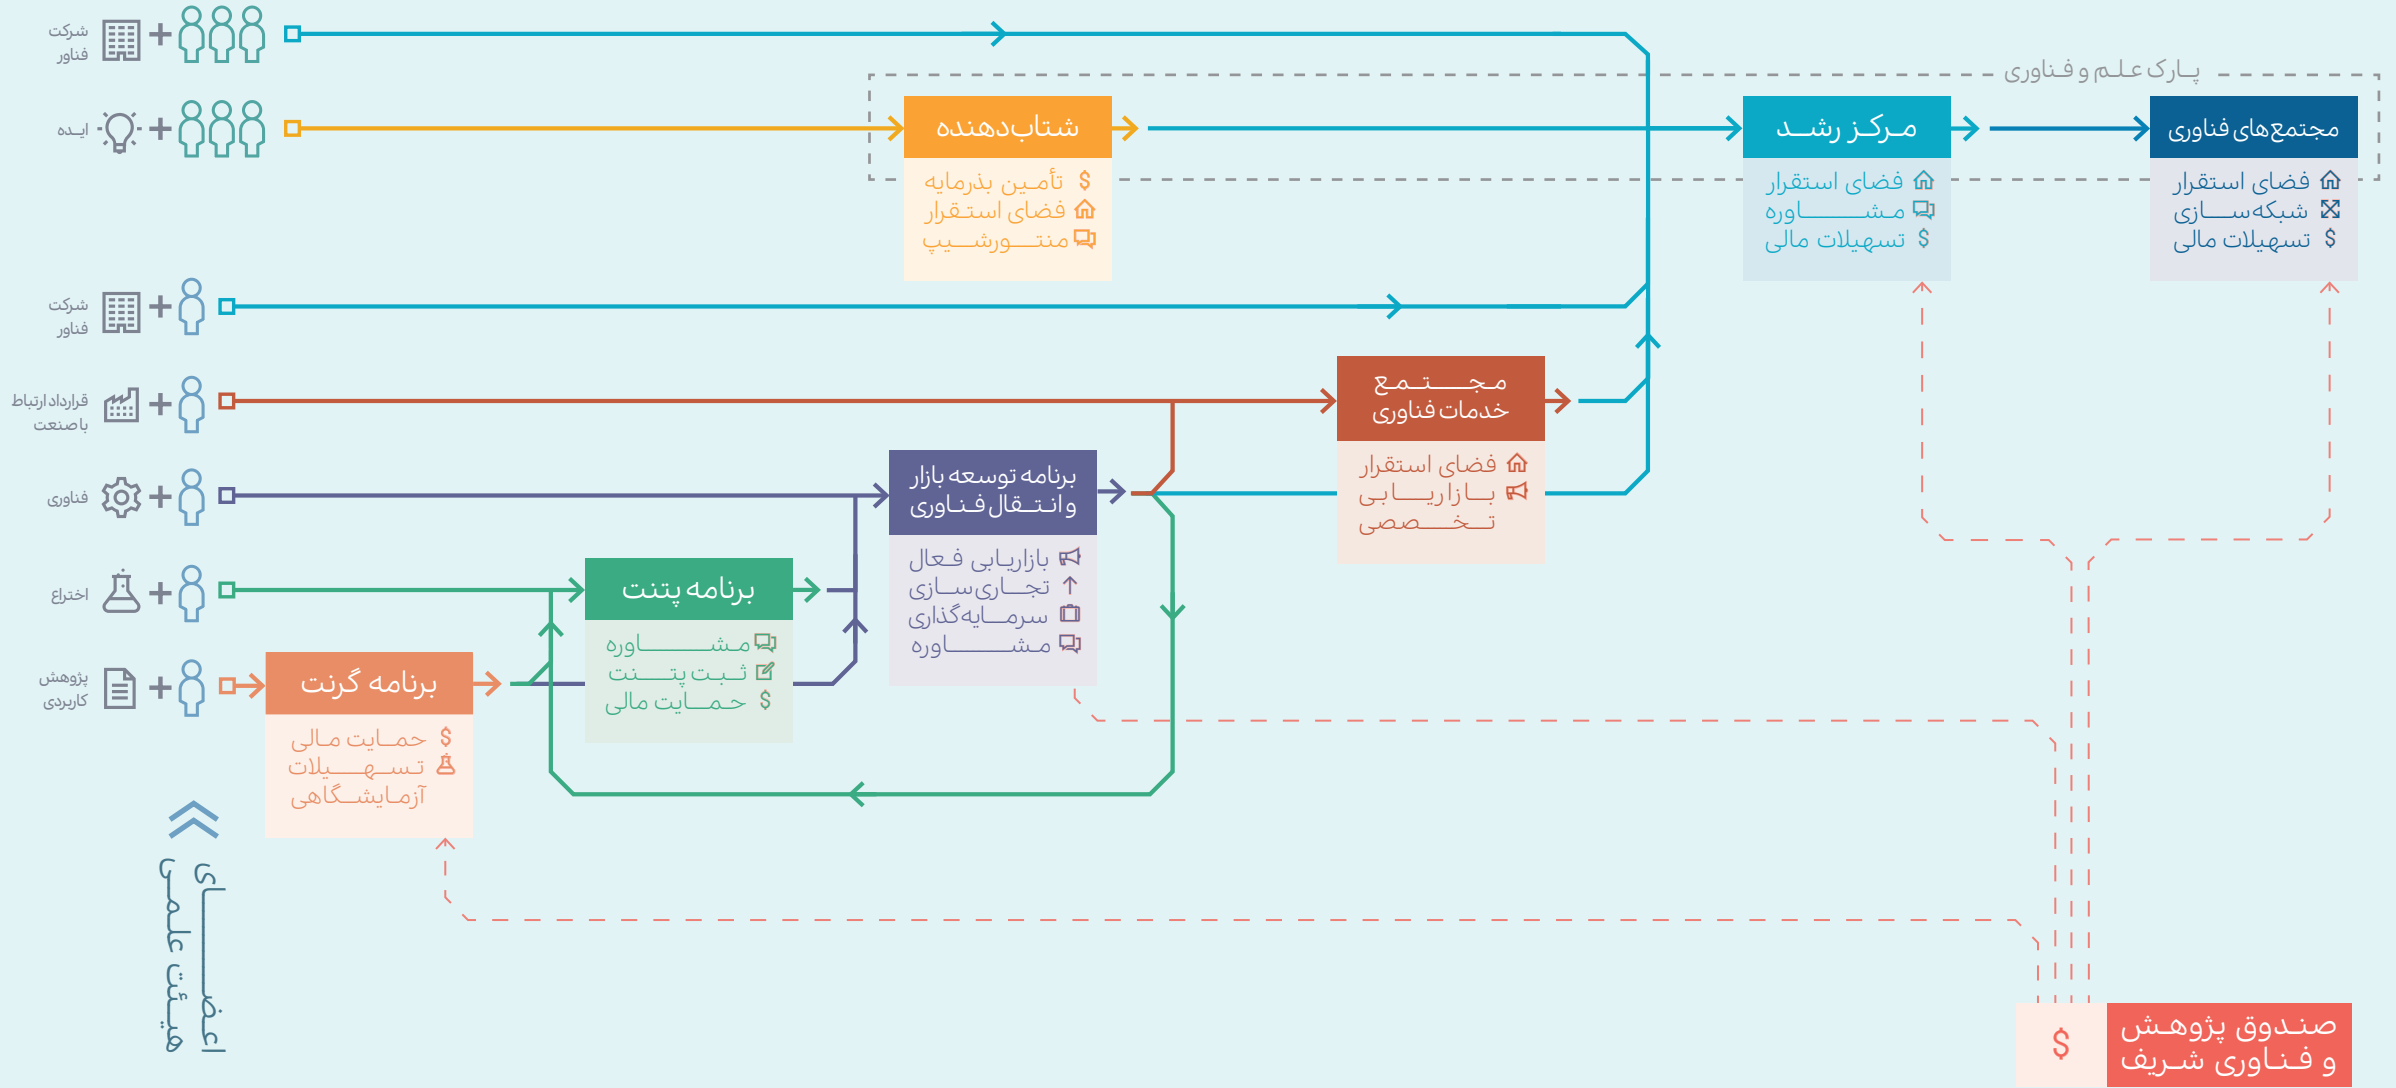 شرکت
فناور
پارک علم و فناوری
ایده
شتاب‌دهنده
تأمین بذرمایه
فضای استقرار
منتورشیپ
مرکز رشد
فضای استقرار
مشاوره
تسهیلات مالی
مجتمع‌های فناوری
فضای استقرار
شبکه‌سازی
تسهیلات مالی
شرکت
فناور
قرارداد ارتباط
با صنعت
مجتمع
خدمات فناوری
فضای استقرار
بازاریابی
تخصصی
فناوری
برنامه توسعه بازار
و انتقال فناوری
بازاریابی فعال
تجاری‌سازی
سرمایه‌گذاری
مشاوره
اختراع
برنامه پتنت
مشاوره
ثبت پتنت
حمایت مالی
پژوهش
کاربردی
برنامه گرنت
حمایت مالی
تسهیلات
آزمایشگاهی
اعضای
هیئت علمی
صندوق پژوهش
و فناوری شریف
$